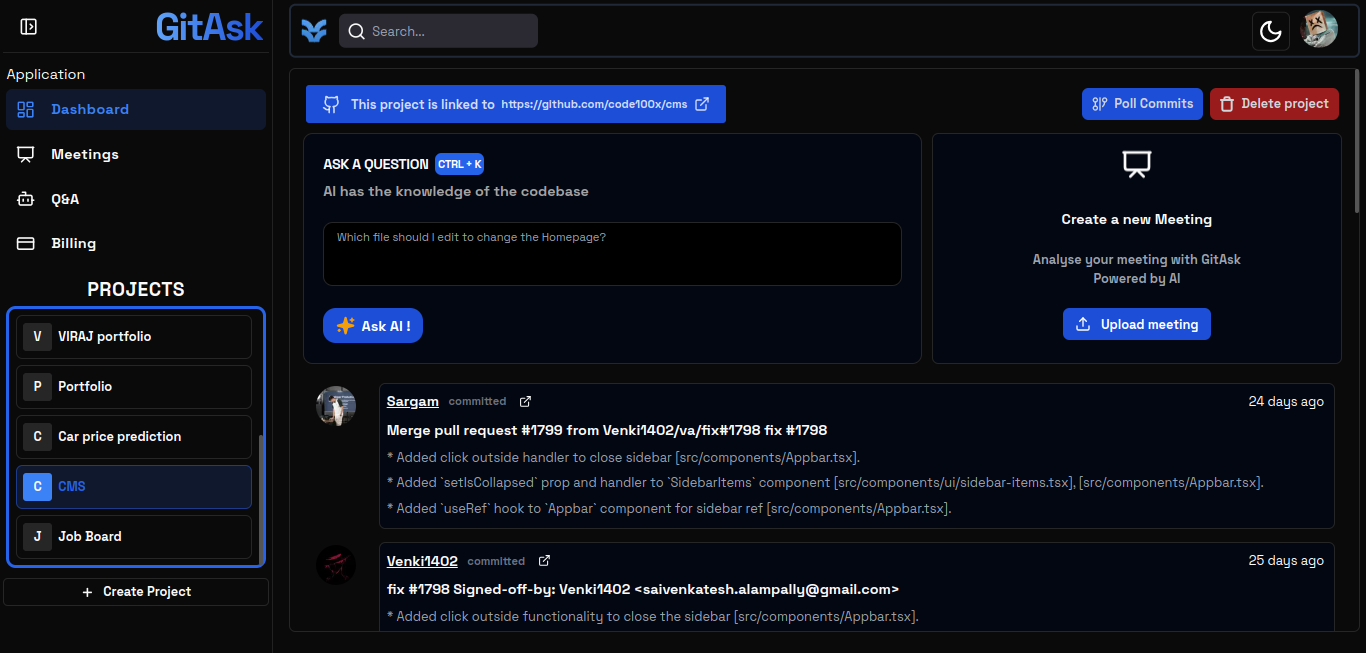 GitAsk
Application
Dashboard
Meetings
Q&A
Billing
PROJECTS
V VIRAJ portfolio
P Portfolio
C Car price prediction
C CMS
J Job Board
+ Create Project
Search...
This project is linked to https://github.com/code100x/cms
Poll Commits
Delete project
ASK A QUESTION CTRL + K
AI has the knowledge of the codebase
Which file should I edit to change the Homepage?
Ask AI !
Create a new Meeting
Analyse your meeting with GitAsk
Powered by AI
Upload meeting
Sargam committed 24 days ago
Merge pull request #1799 from Venki1402/va/fix#1798 fix #1798
* Added click outside handler to close sidebar [src/components/Appbar.tsx].
* Added `setIsCollapsed` prop and handler to `SidebarItems` component [src/components/ui/sidebar-items.tsx], [src/components/Appbar.tsx].
* Added `useRef` hook to `Appbar` component for sidebar ref [src/components/Appbar.tsx].
Venki1402 committed 25 days ago
fix #1798 Signed-off-by: Venki1402 <saivenkatesh.alampally@gmail.com>
* Added click outside functionality to close the sidebar [src/components/Appbar.tsx].